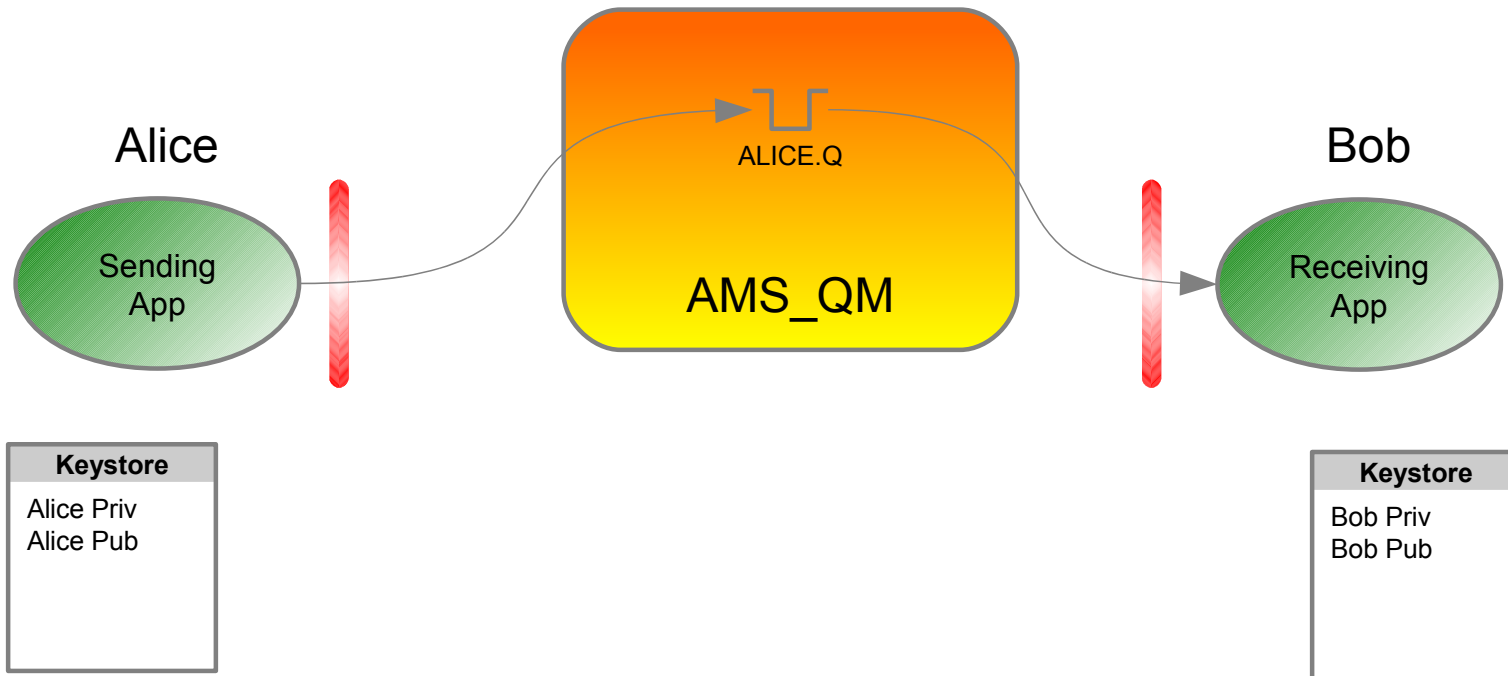 Alice
Sending
App
ALICE.Q
AMS_QM
Bob
Receiving
App
Keystore
Alice Priv
Alice Pub
Keystore
Bob Priv
Bob Pub